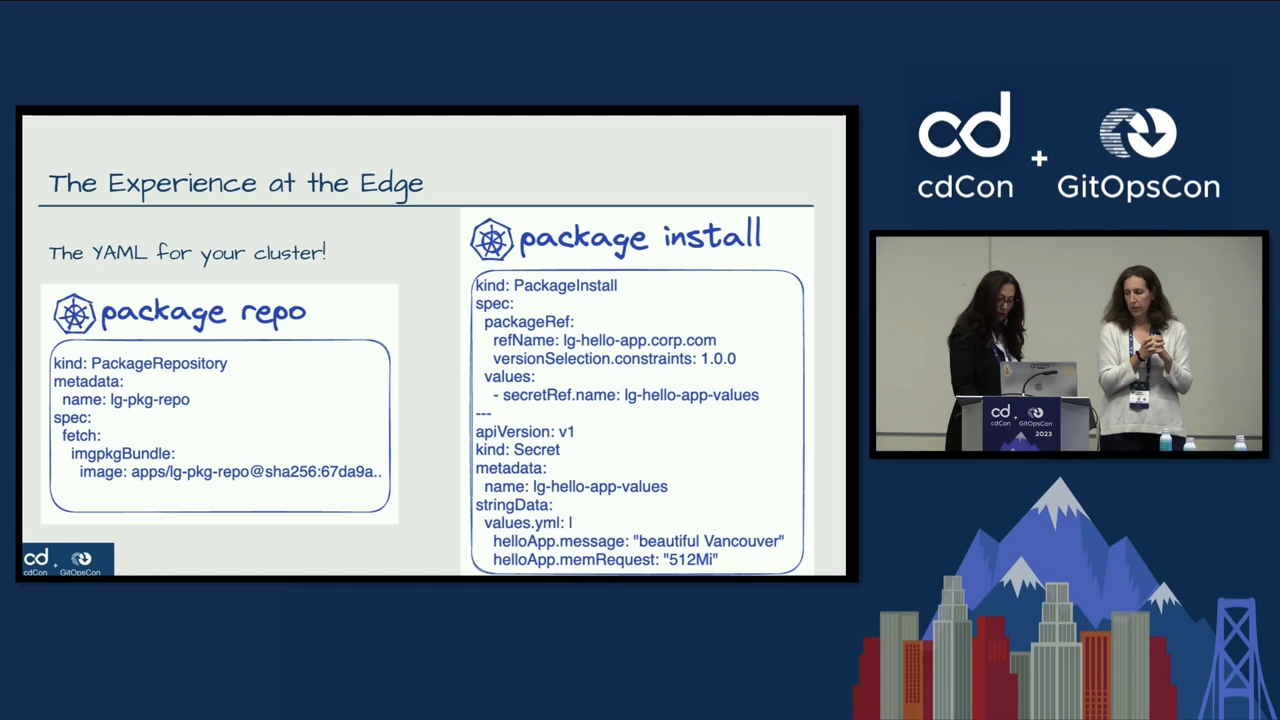 The Experience at the Edge
The YAML for your cluster!
package repo
kind: PackageRepository
metadata:
name: lg-pkg-repo
spec:
fetch:
imgpkgBundle:
image: apps/lg-pkg-repo@sha256:67da9a..
package install
kind: PackageInstall
spec:
packageRef:
refName: lg-hello-app.corp.com
versionSelection.constraints: 1.0.0
values:
- secretRef.name: lg-hello-app-values
---
apiVersion: v1
kind: Secret
metadata:
name: lg-hello-app-values
stringData:
values.yml: |
helloApp.message: "beautiful Vancouver"
helloApp.memRequest: "512Mi"
cd
cdCon
+
GitOpsCon
cd
cdCon
+
GitOpsCon
cd
cdCon
+
GitOpsCon
2023